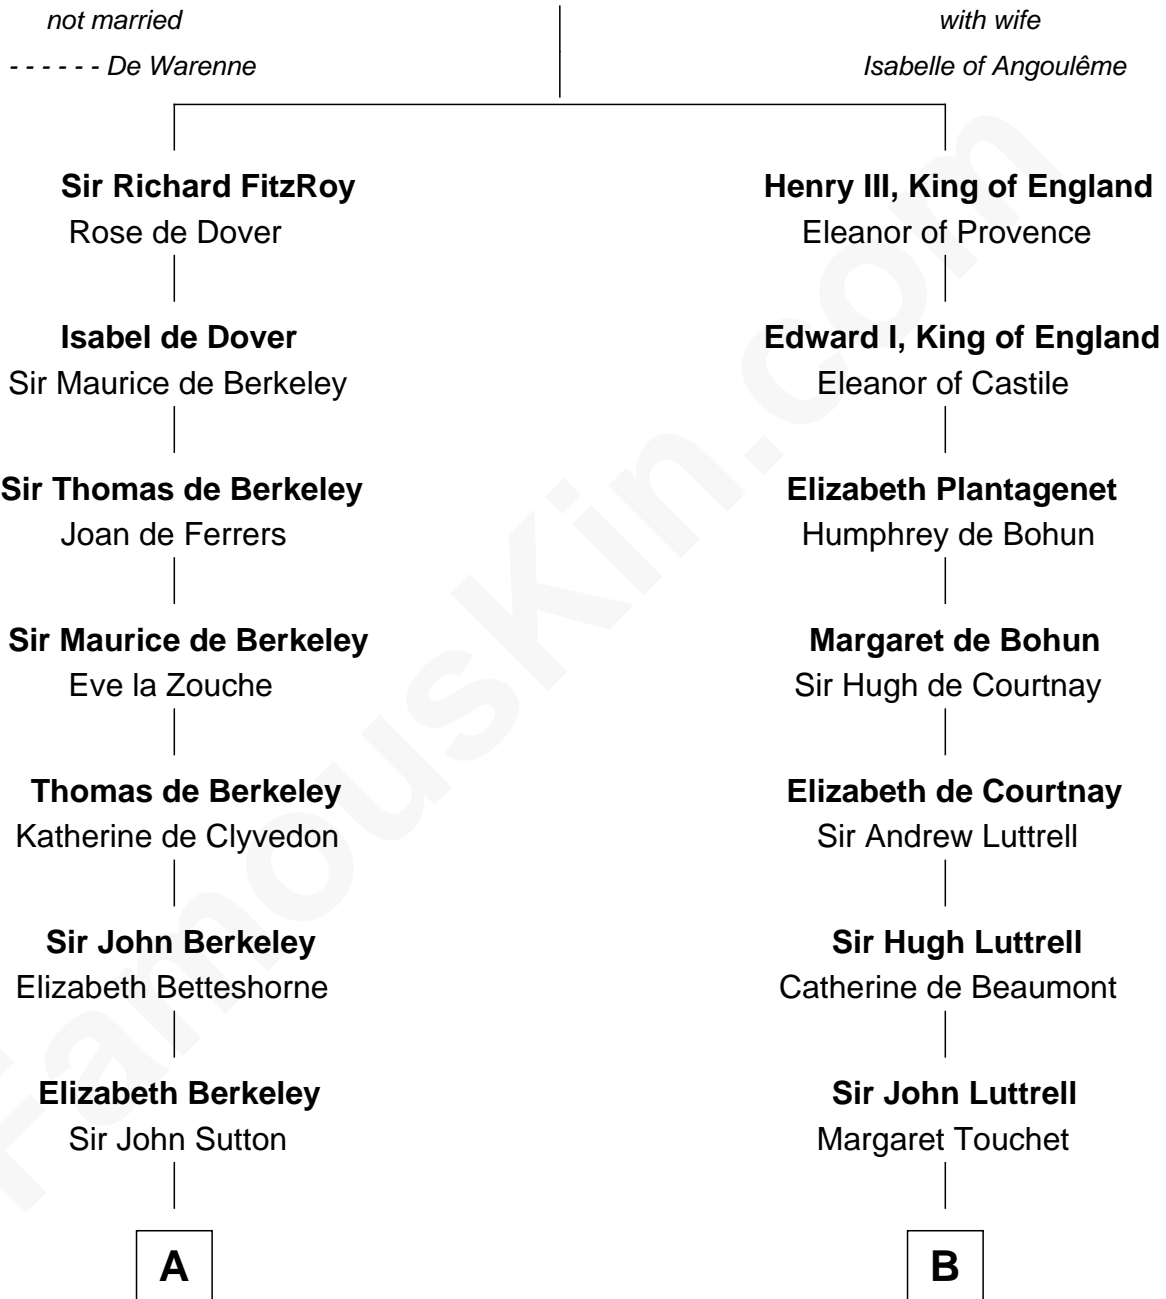 not married
- - - - - - De Warenne
with wife
Isabelle of Angoulême
Sir Richard FitzRoy
Rose de Dover
Henry III, King of England
Eleanor of Provence
Isabel de Dover
Sir Maurice de Berkeley
Edward I, King of England
Eleanor of Castile
Sir Thomas de Berkeley
Joan de Ferrers
Elizabeth Plantagenet
Humphrey de Bohun
Sir Maurice de Berkeley
Eve la Zouche
Margaret de Bohun
Sir Hugh de Courtnay
Thomas de Berkeley
Katherine de Clyvedon
Elizabeth de Courtnay
Sir Andrew Luttrell
Sir John Berkeley
Elizabeth Betteshorne
Sir Hugh Luttrell
Catherine de Beaumont
Elizabeth Berkeley
Sir John Sutton
Sir John Luttrell
Margaret Touchet
A
B
FamousKin.com